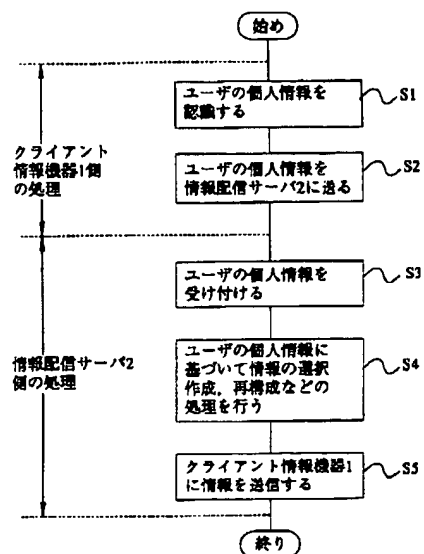 始め
ユーザの個人情報を
認識する
S1
クライアント
情報機器1側
の処理
ユーザの個人情報を
情報配信サーバ2に送る
S2
ユーザの個人情報を
受け付ける
S3
情報配信サーバ2
側の処理
ユーザの個人情報に
基づいて情報の選択
作成，再構成などの
処理を行う
S4
クライアント情報機器1
に情報を送信する
S5
終り